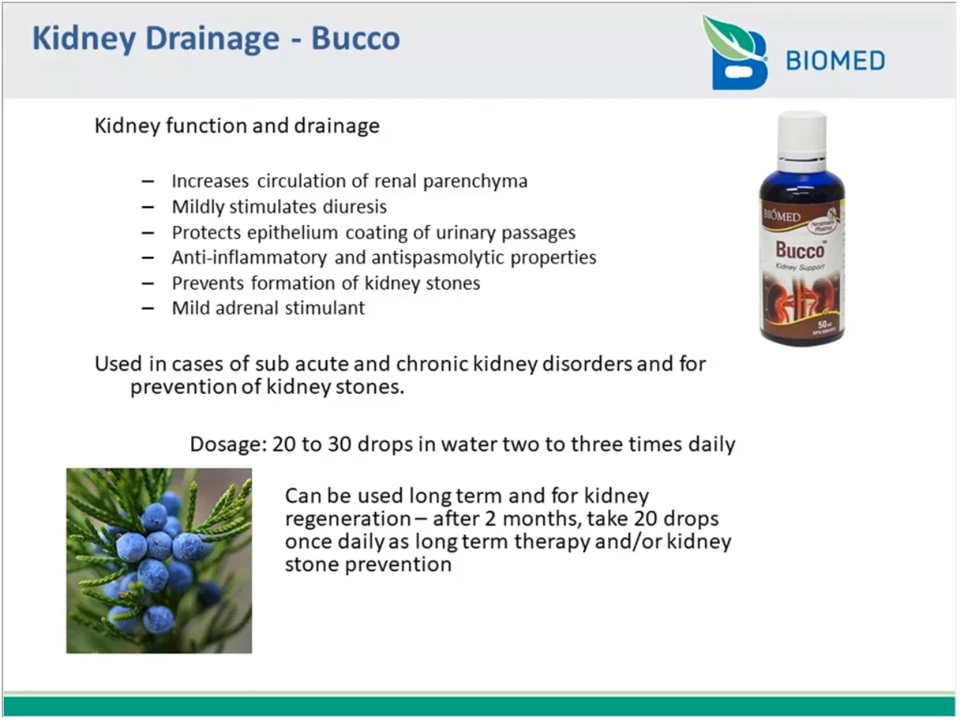 Kidney Drainage - Bucco
BIOMED
Kidney function and drainage
– Increases circulation of renal parenchyma
– Mildly stimulates diuresis
– Protects epithelium coating of urinary passages
– Anti-inflammatory and antispasmolytic properties
– Prevents formation of kidney stones
– Mild adrenal stimulant
BIOMED
Bucco™
Kidney Support
50 ml
Used in cases of sub acute and chronic kidney disorders and for
prevention of kidney stones.
Dosage: 20 to 30 drops in water two to three times daily
Can be used long term and for kidney
regeneration – after 2 months, take 20 drops
once daily as long term therapy and/or kidney
stone prevention